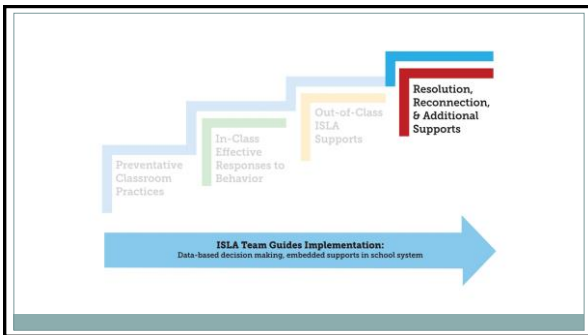 Resolution,
Reconnection,
& Additional
Supports
Out-of-Class
ISLA
Supports
In-Class
Effective
Responses to
Behavior
Preventative
Classroom
Practices
ISLA Team Guides Implementation:
Data-based decision making, embedded supports in school system